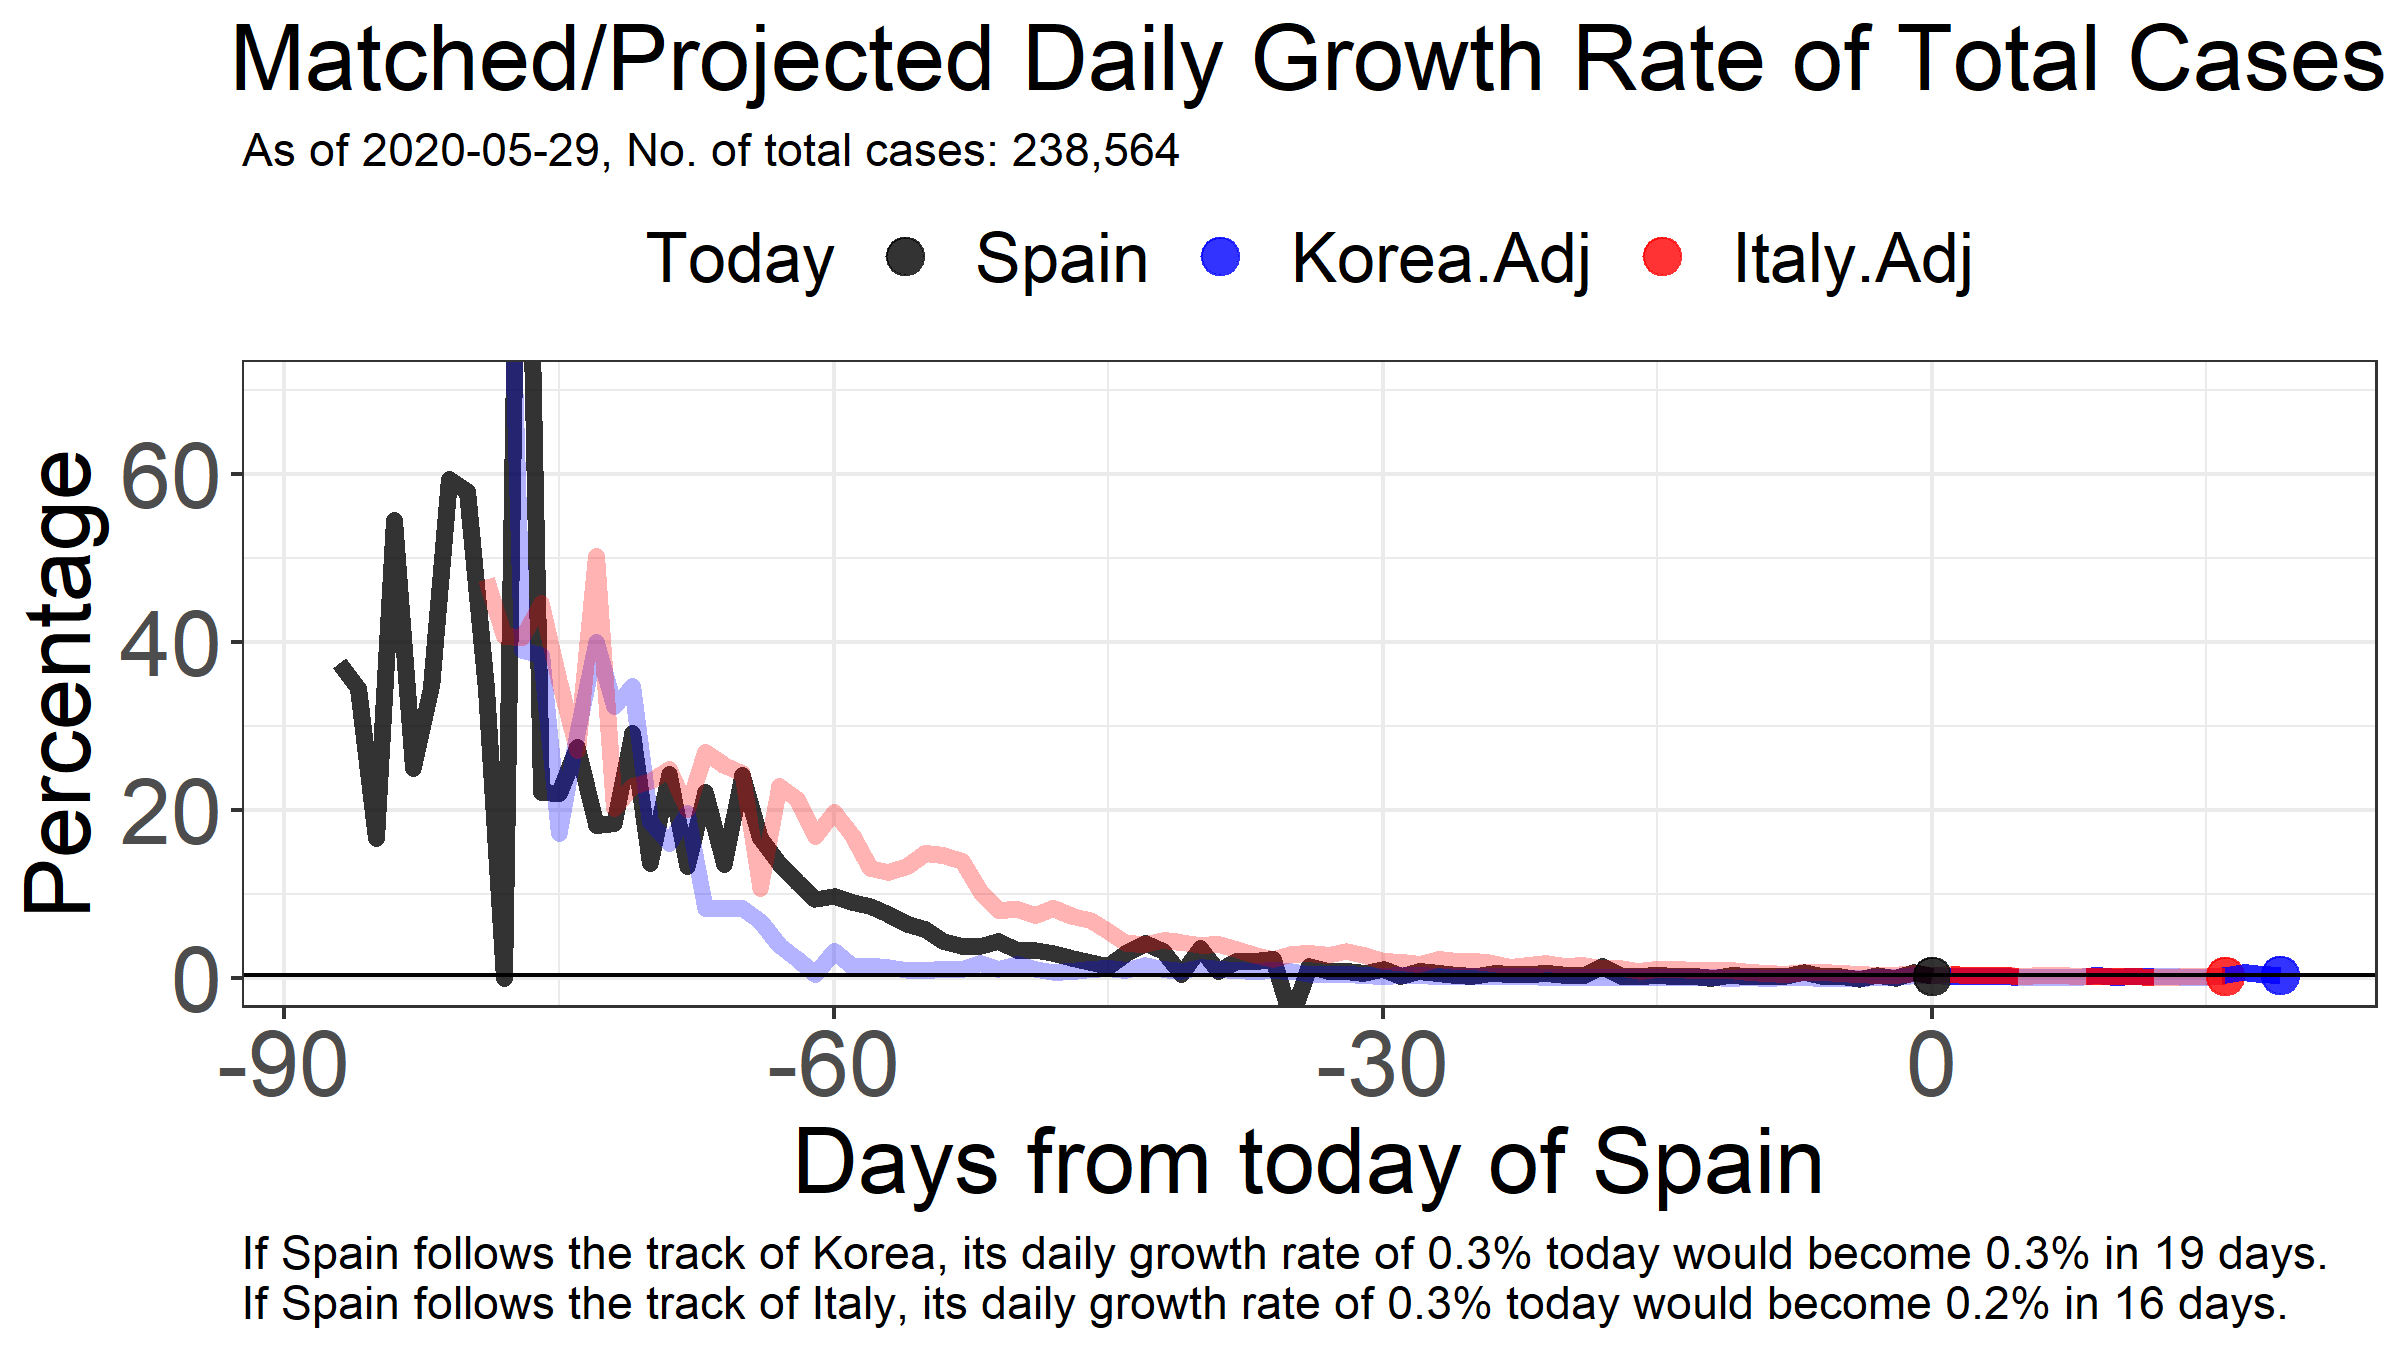 Matched/Projected Daily Growth Rate of Total Cases
As of 2020-05-29, No. of total cases: 238,564
Today Spain Korea.Adj Italy.Adj
Percentage
60
40
20
0
-90 -60 -30 0
Days from today of Spain
If Spain follows the track of Korea, its daily growth rate of 0.3% today would become 0.3% in 19 days.
If Spain follows the track of Italy, its daily growth rate of 0.3% today would become 0.2% in 16 days.